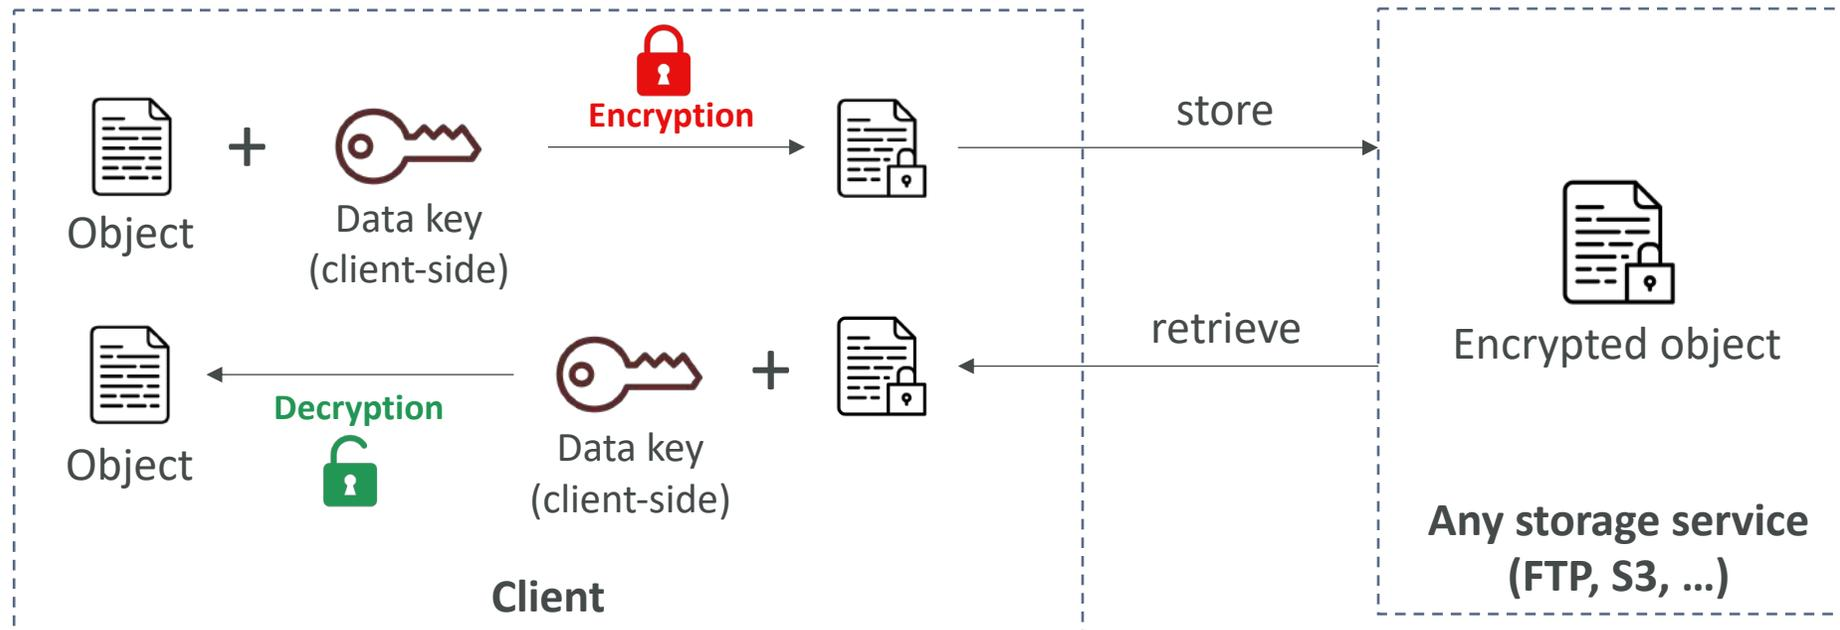 Encryption
store
Object
Data key
(client-side)
retrieve
Encrypted object
Decryption
Object
Data key
(client-side)
Any storage service
(FTP, S3, …)
Client